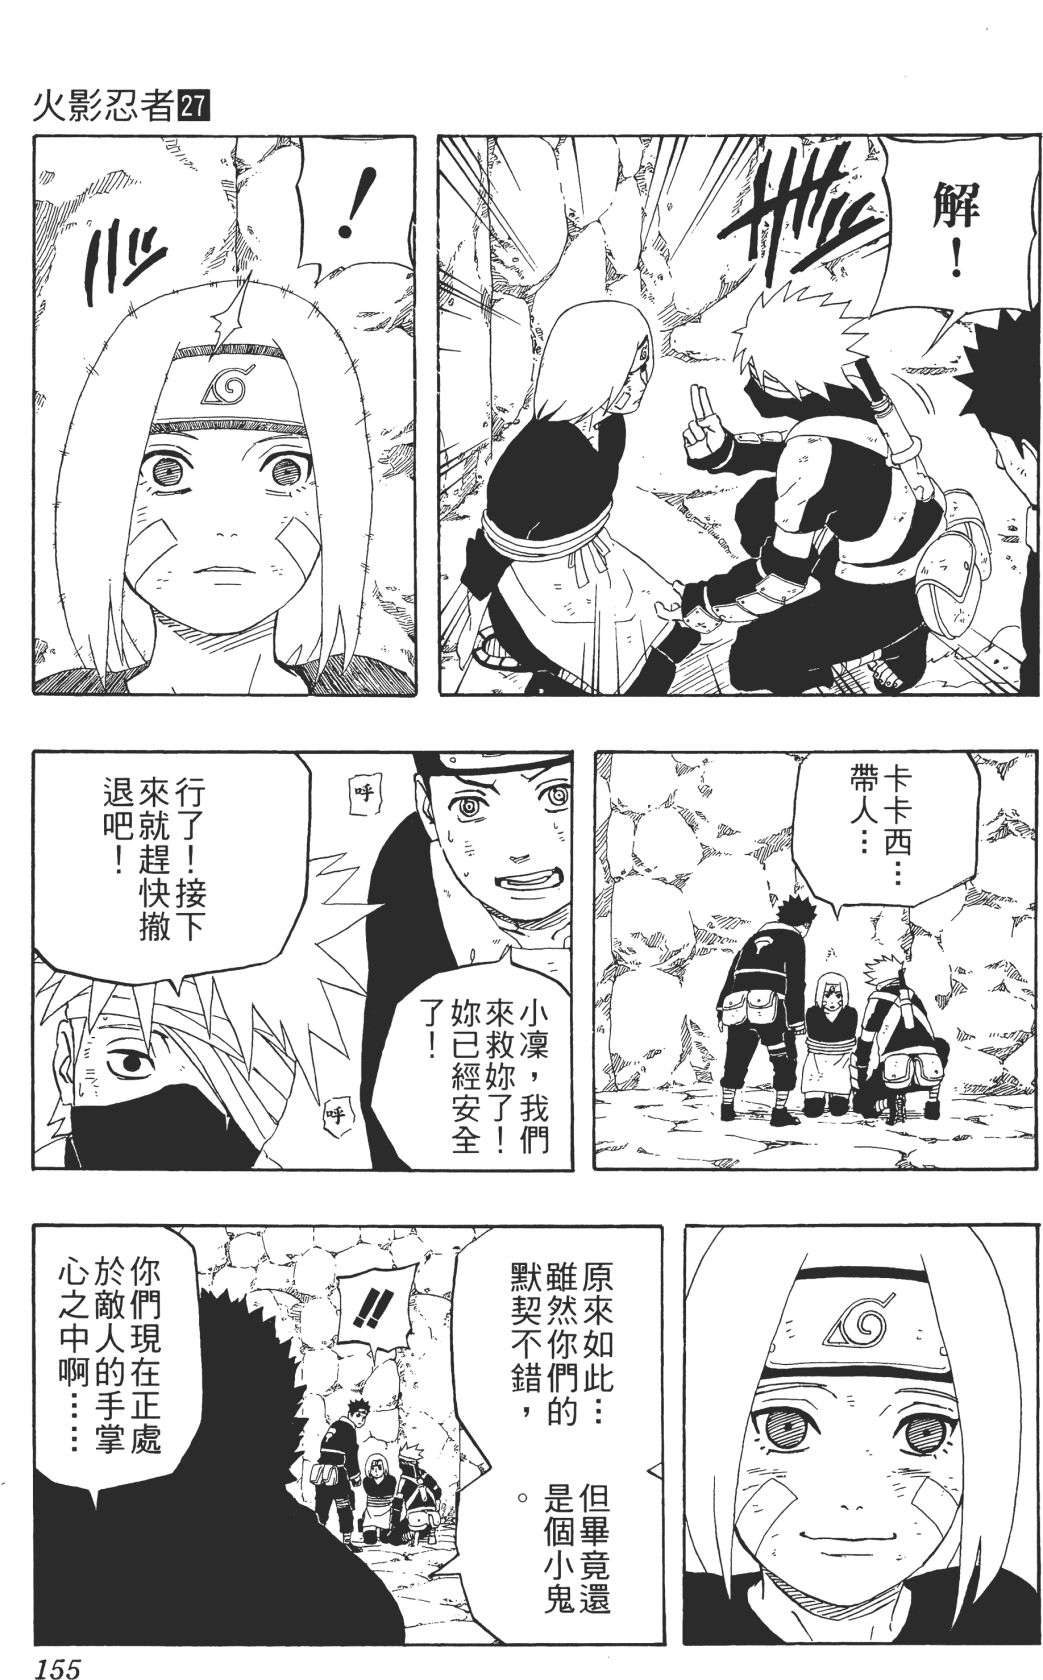 火影忍者27
解！
！
卡卡西…
帶人…
呼
小凜，我們
來救妳了！
妳已經安全
了！
行了！接下
來就趕快撤
退吧！
呼
原來如此…
雖然你們的
默契不錯，
但畢竟還
是個小鬼
。
!!
你們現在正處
於敵人的手掌
心之中啊……
155